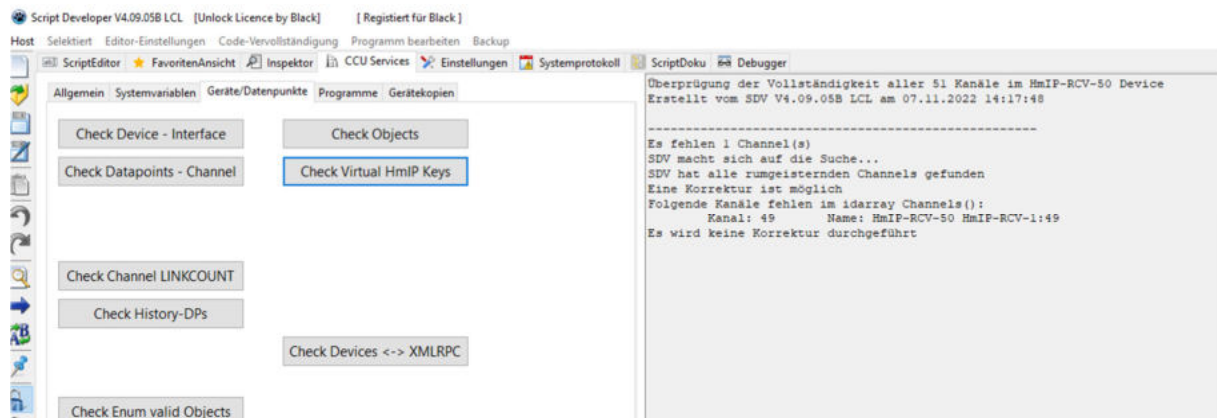 Script Developer V4.09.05B LCL [Unlock Licence by Black] [ Registiert für Black ]
Host Selektiert Editor-Einstellungen Code-Vervollständigung Programm bearbeiten Backup
ScriptEditor FavoritenAnsicht Inspektor CCU Services Einstellungen Systemprotokoll ScriptDoku Debugger
Allgemein Systemvariablen Geräte/Datenpunkte Programme Gerätekopien
Check Device - Interface
Check Objects
Check Datapoints - Channel
Check Virtual HmIP Keys
Check Channel LINKCOUNT
Check History-DPs
Check Devices <-> XMLRPC
Check Enum valid Objects
Überprüfung der Vollständigkeit aller 51 Kanäle im HmIP-RCV-50 Device
Erstellt vom SDV V4.09.05B LCL am 07.11.2022 14:17:48
----------------------------------------------------
Es fehlen 1 Channel(s)
SDV macht sich auf die Suche...
SDV hat alle rumgeisternden Channels gefunden
Eine Korrektur ist möglich
Folgende Kanäle fehlen im idarray Channels():
Kanal: 49 Name: HmIP-RCV-50 HmIP-RCV-1:49
Es wird keine Korrektur durchgeführt